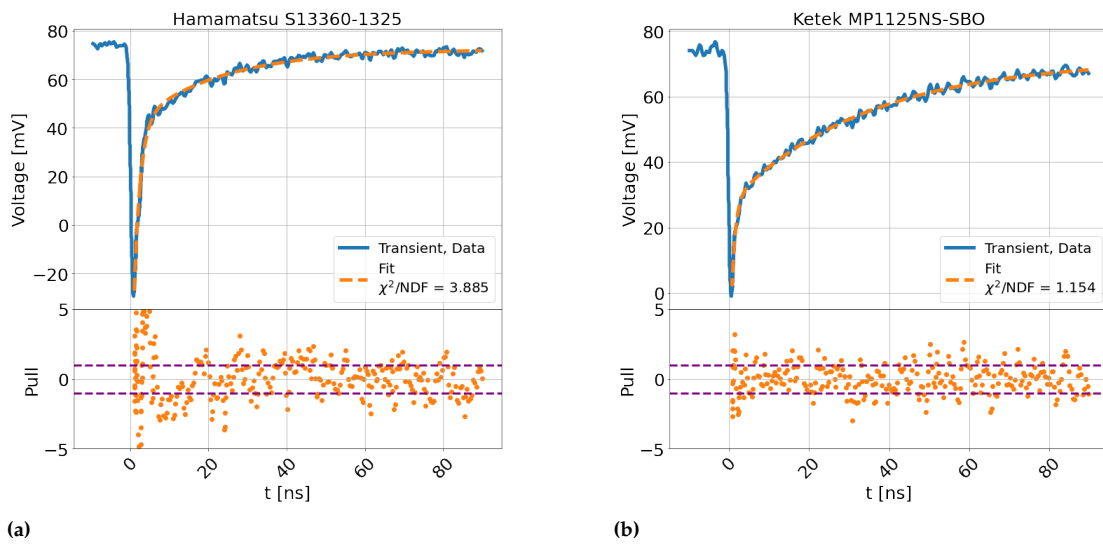 Hamamatsu S13360-1325
80
60
40
20
0
−20
Voltage [mV]
Transient, Data
Fit
χ²/NDF = 3.885
5
0
−5
Pull
0
20
40
60
80
t [ns]
(a)
Ketek MP1125NS-SBO
80
60
40
20
0
Voltage [mV]
Transient, Data
Fit
χ²/NDF = 1.154
5
0
−5
Pull
0
20
40
60
80
t [ns]
(b)